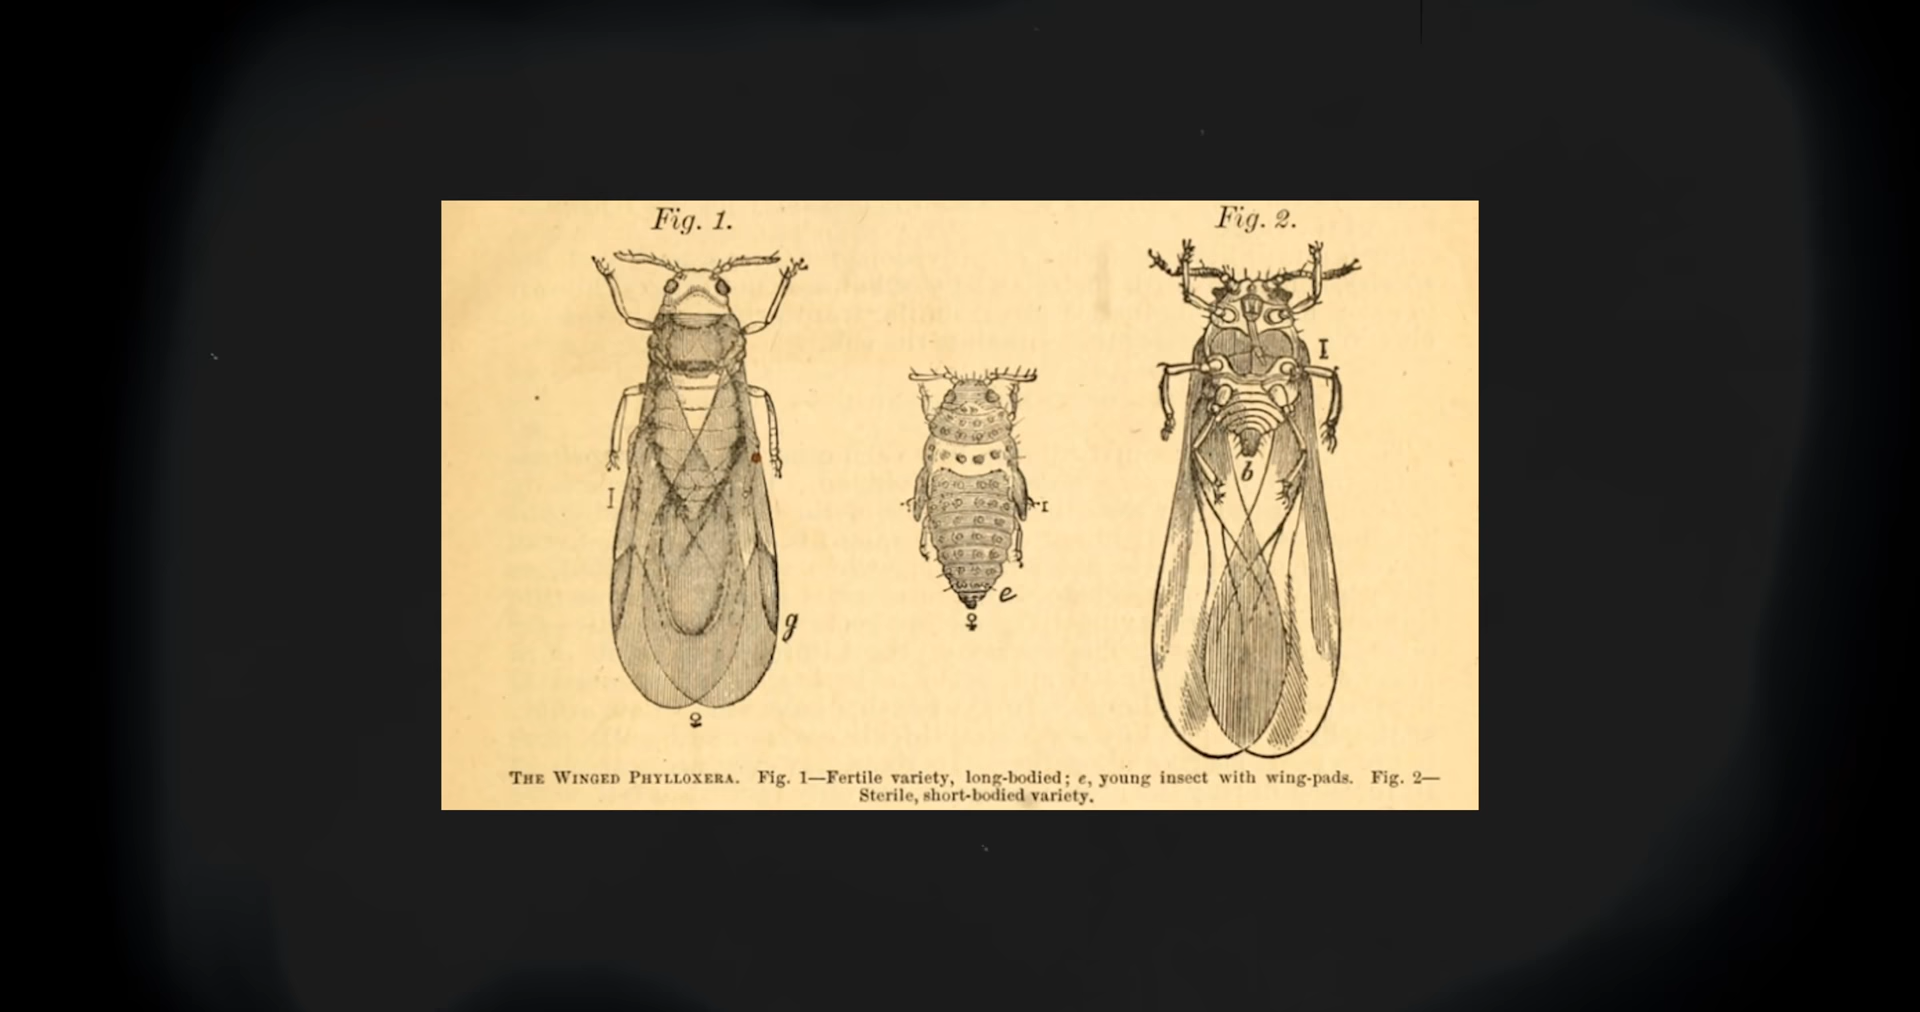 Fig. 1.
Fig. 2.
I
I
I
b
e
g
♀
♀
THE WINGED PHYLLOXERA. Fig. 1—Fertile variety, long-bodied; e, young insect with wing-pads. Fig. 2—
Sterile, short-bodied variety.